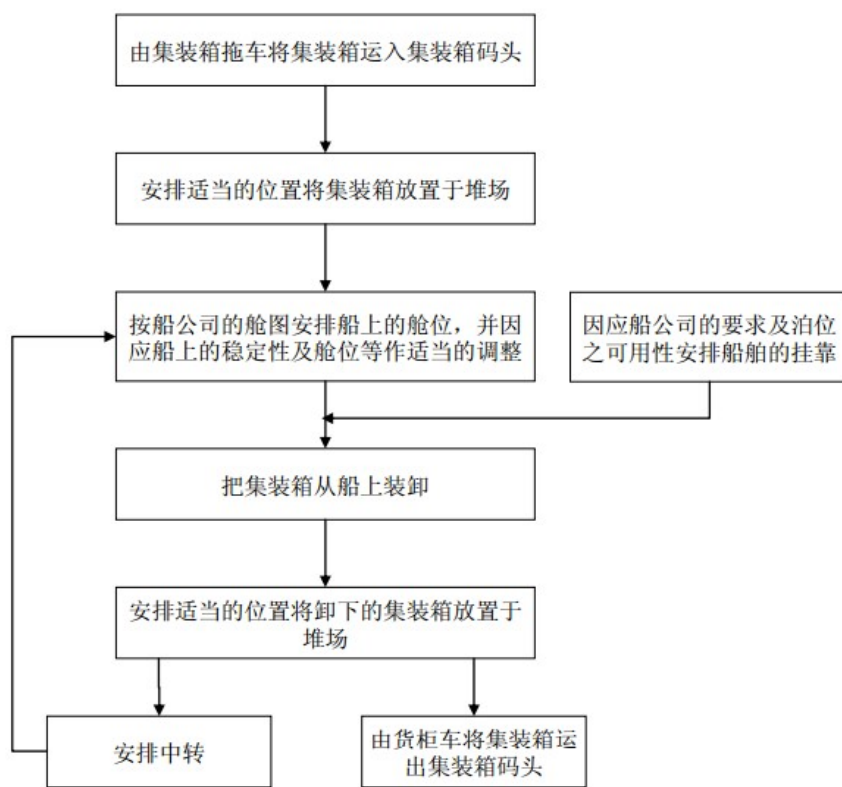 由集装箱拖车将集装箱运入集装箱码头
安排适当的位置将集装箱放置于堆场
按船公司的舱图安排船上的舱位，并因
应船上的稳定性及舱位等作适当的调整
因应船公司的要求及泊位
之可用性安排船舶的挂靠
把集装箱从船上装卸
安排适当的位置将卸下的集装箱放置于
堆场
安排中转
由货柜车将集装箱运
出集装箱码头